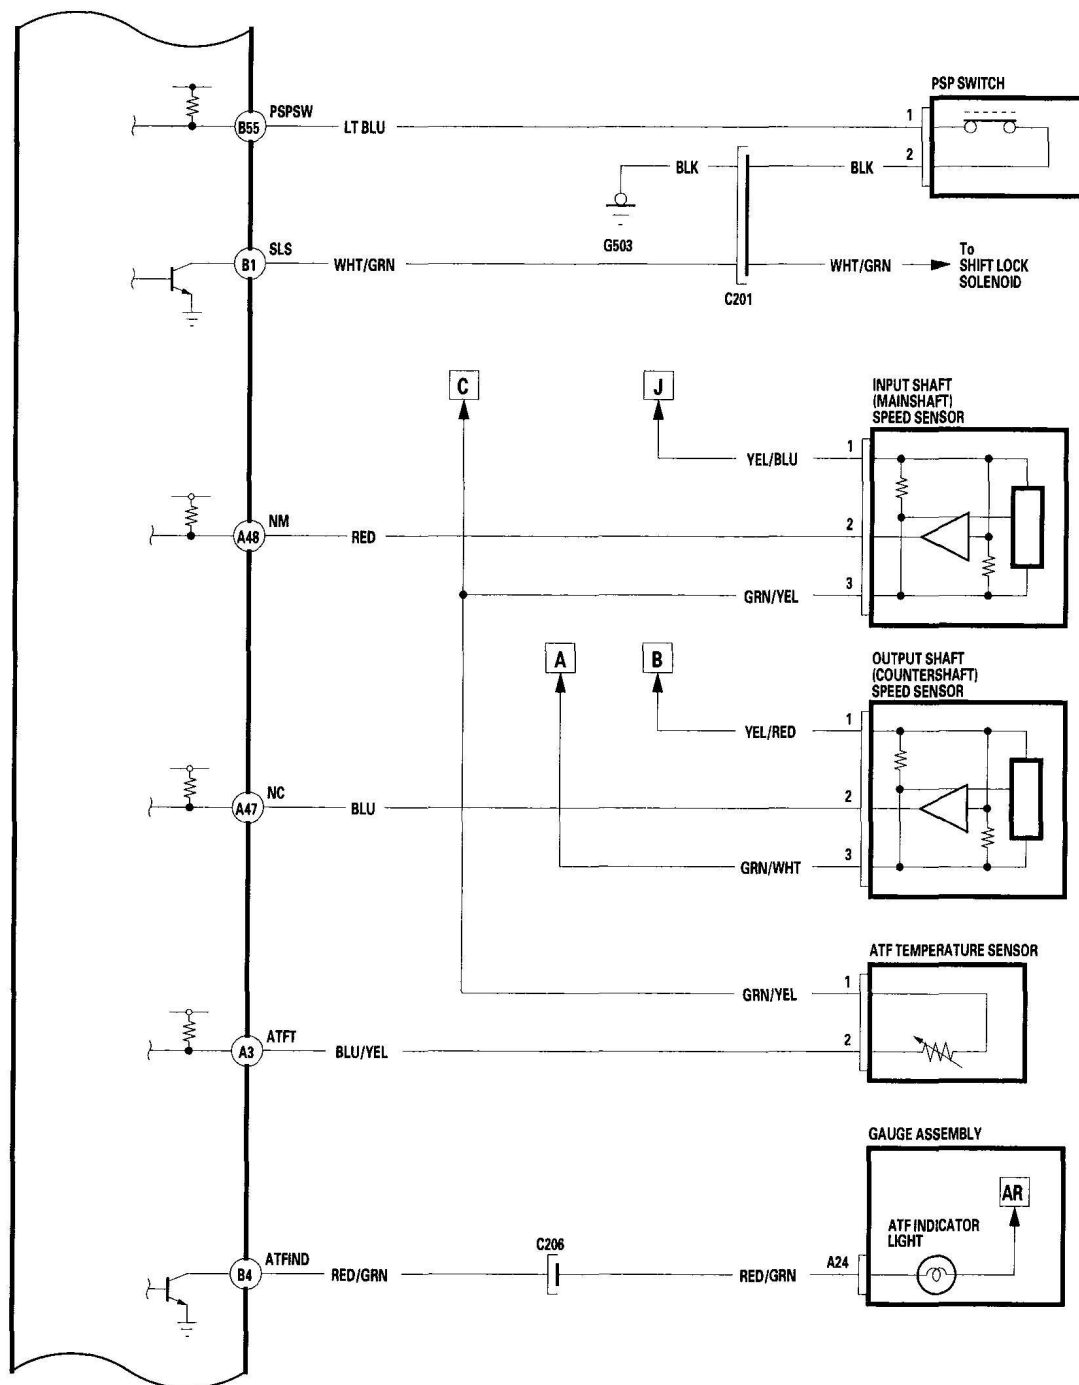 PSP SWITCH
PSPSW
B55
LT BLU
1
2
BLK
BLK
G503
SLS
B1
WHT/GRN
WHT/GRN
To
SHIFT LOCK
SOLENOID
C201
C
J
INPUT SHAFT
(MAINSHAFT)
SPEED SENSOR
YEL/BLU
1
NM
A48
RED
2
GRN/YEL
3
A
B
OUTPUT SHAFT
(COUNTERSHAFT)
SPEED SENSOR
YEL/RED
1
NC
A47
BLU
2
GRN/WHT
3
ATF TEMPERATURE SENSOR
GRN/YEL
1
ATFT
A3
BLU/YEL
2
GAUGE ASSEMBLY
AR
ATF INDICATOR
LIGHT
ATFIND
B4
RED/GRN
C206
RED/GRN
A24